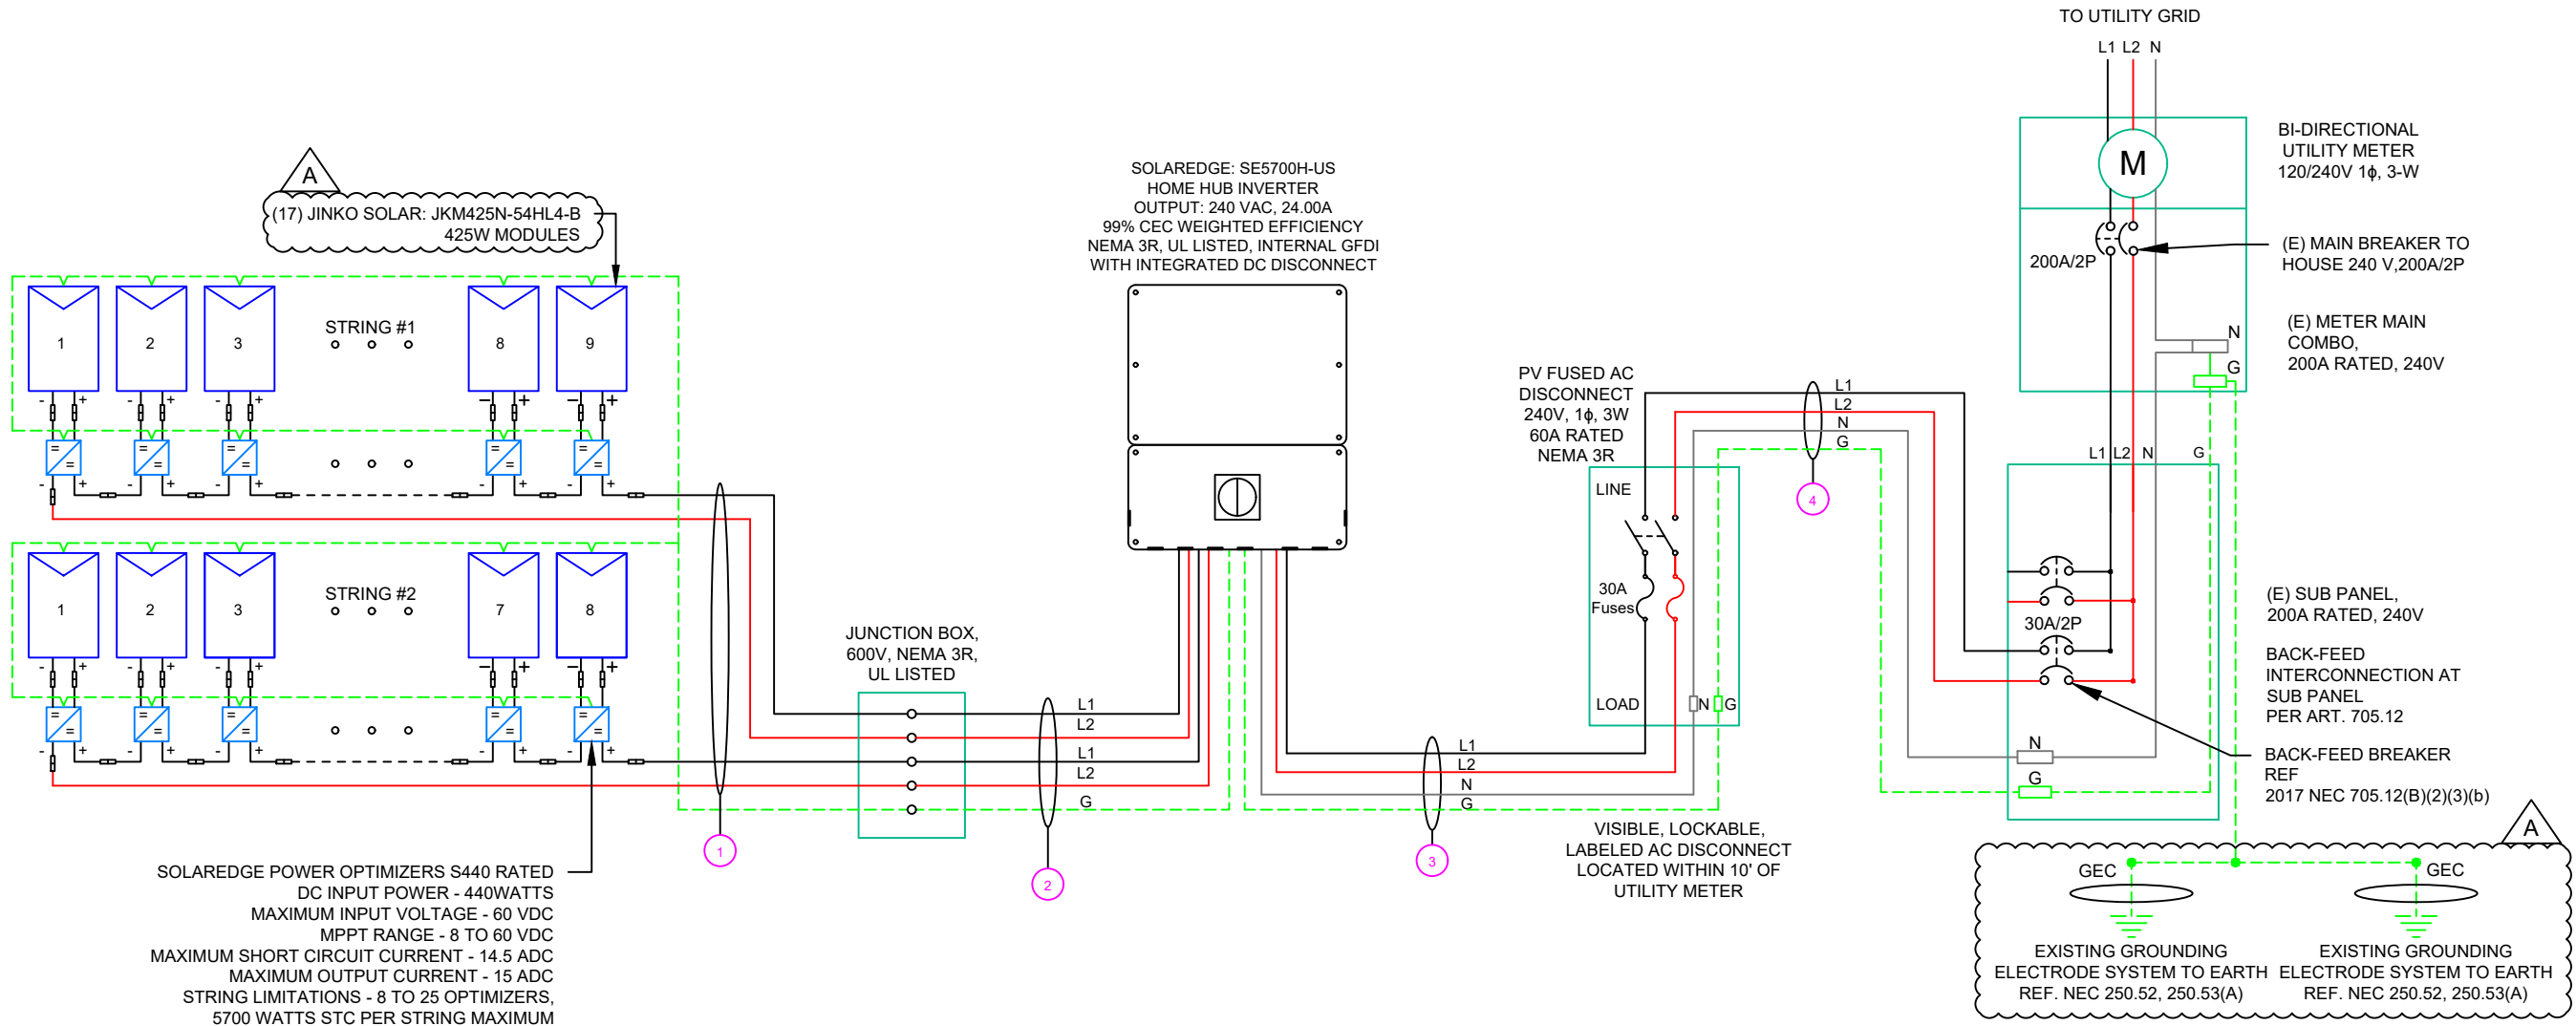 TO UTILITY GRID
L1 L2 N
M
BI-DIRECTIONAL
UTILITY METER
120/240V 1ϕ, 3-W
200A/2P
(E) MAIN BREAKER TO
HOUSE 240 V,200A/2P
(E) METER MAIN
COMBO,
200A RATED, 240V
N
G
A
(17) JINKO SOLAR: JKM425N-54HL4-B
425W MODULES
SOLAREDGE: SE5700H-US
HOME HUB INVERTER
OUTPUT: 240 VAC, 24.00A
99% CEC WEIGHTED EFFICIENCY
NEMA 3R, UL LISTED, INTERNAL GFDI
WITH INTEGRATED DC DISCONNECT
1
2
3
STRING #1
8
9
- + - + - + - + - +
= = = = = = = = = =
- + - + - + - + - +
1
2
3
STRING #2
7
8
- + - + - + - + - +
= = = = = = = = = =
- + - + - + - + - +
1
SOLAREDGE POWER OPTIMIZERS S440 RATED
DC INPUT POWER - 440WATTS
MAXIMUM INPUT VOLTAGE - 60 VDC
MPPT RANGE - 8 TO 60 VDC
MAXIMUM SHORT CIRCUIT CURRENT - 14.5 ADC
MAXIMUM OUTPUT CURRENT - 15 ADC
STRING LIMITATIONS - 8 TO 25 OPTIMIZERS,
5700 WATTS STC PER STRING MAXIMUM
JUNCTION BOX,
600V, NEMA 3R,
UL LISTED
L1
L2
L1
L2
G
2
L1
L2
N
G
3
PV FUSED AC
DISCONNECT
240V, 1ϕ, 3W
60A RATED
NEMA 3R
LINE
30A
Fuses
LOAD
N G
VISIBLE, LOCKABLE,
LABELED AC DISCONNECT
LOCATED WITHIN 10' OF
UTILITY METER
L1
L2
N
G
4
L1 L2 N G
30A/2P
N
G
(E) SUB PANEL,
200A RATED, 240V
BACK-FEED
INTERCONNECTION AT
SUB PANEL
PER ART. 705.12
BACK-FEED BREAKER
REF
2017 NEC 705.12(B)(2)(3)(b)
A
GEC
EXISTING GROUNDING
ELECTRODE SYSTEM TO EARTH
REF. NEC 250.52, 250.53(A)
GEC
EXISTING GROUNDING
ELECTRODE SYSTEM TO EARTH
REF. NEC 250.52, 250.53(A)